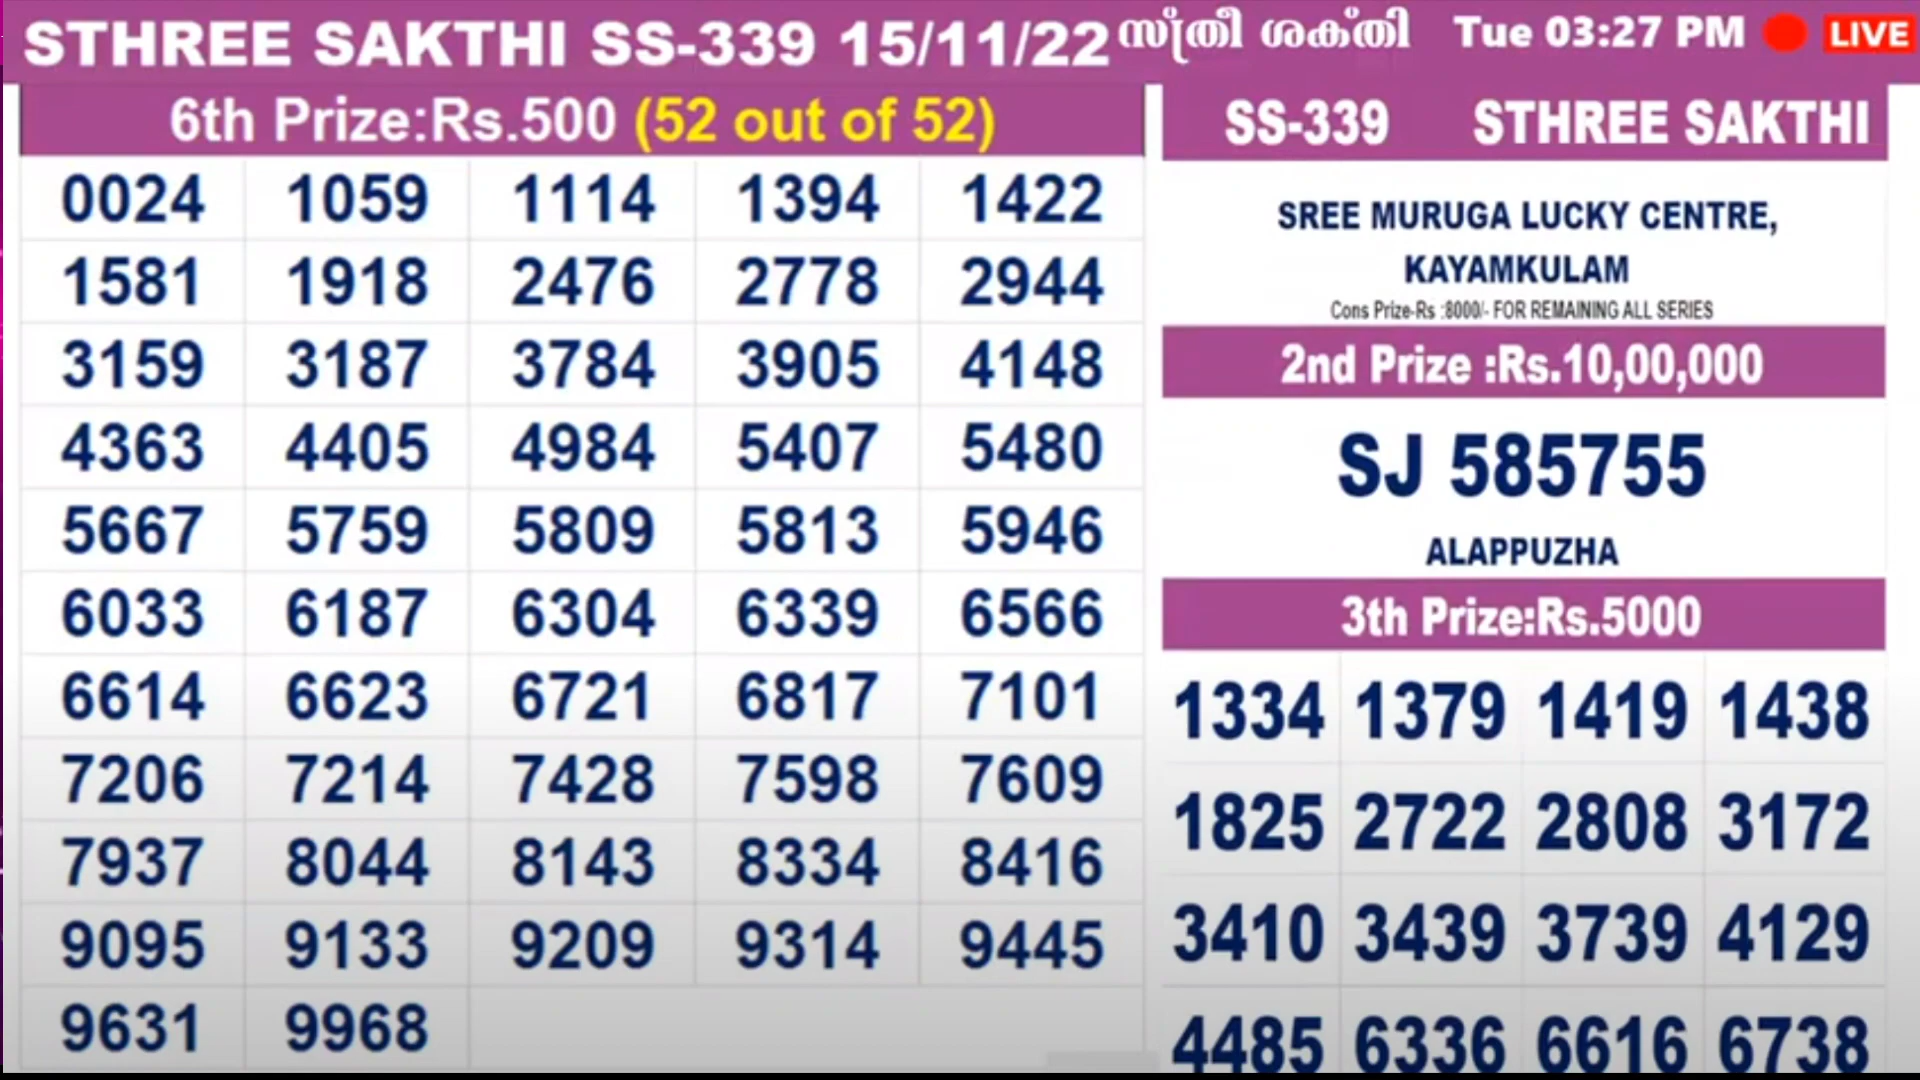 STHREE SAKTHI SS-339 15/11/22 സ്ത്രീ ശക്തി Tue 03:27 PM LIVE
6th Prize:Rs.500 (52 out of 52)
0024 1059 1114 1394 1422
1581 1918 2476 2778 2944
3159 3187 3784 3905 4148
4363 4405 4984 5407 5480
5667 5759 5809 5813 5946
6033 6187 6304 6339 6566
6614 6623 6721 6817 7101
7206 7214 7428 7598 7609
7937 8044 8143 8334 8416
9095 9133 9209 9314 9445
9631 9968
SS-339 STHREE SAKTHI
SREE MURUGA LUCKY CENTRE,
KAYAMKULAM
Cons Prize-Rs :8000/- FOR REMAINING ALL SERIES
2nd Prize :Rs.10,00,000
SJ 585755
ALAPPUZHA
3th Prize:Rs.5000
1334 1379 1419 1438
1825 2722 2808 3172
3410 3439 3739 4129
4485 6336 6616 6738